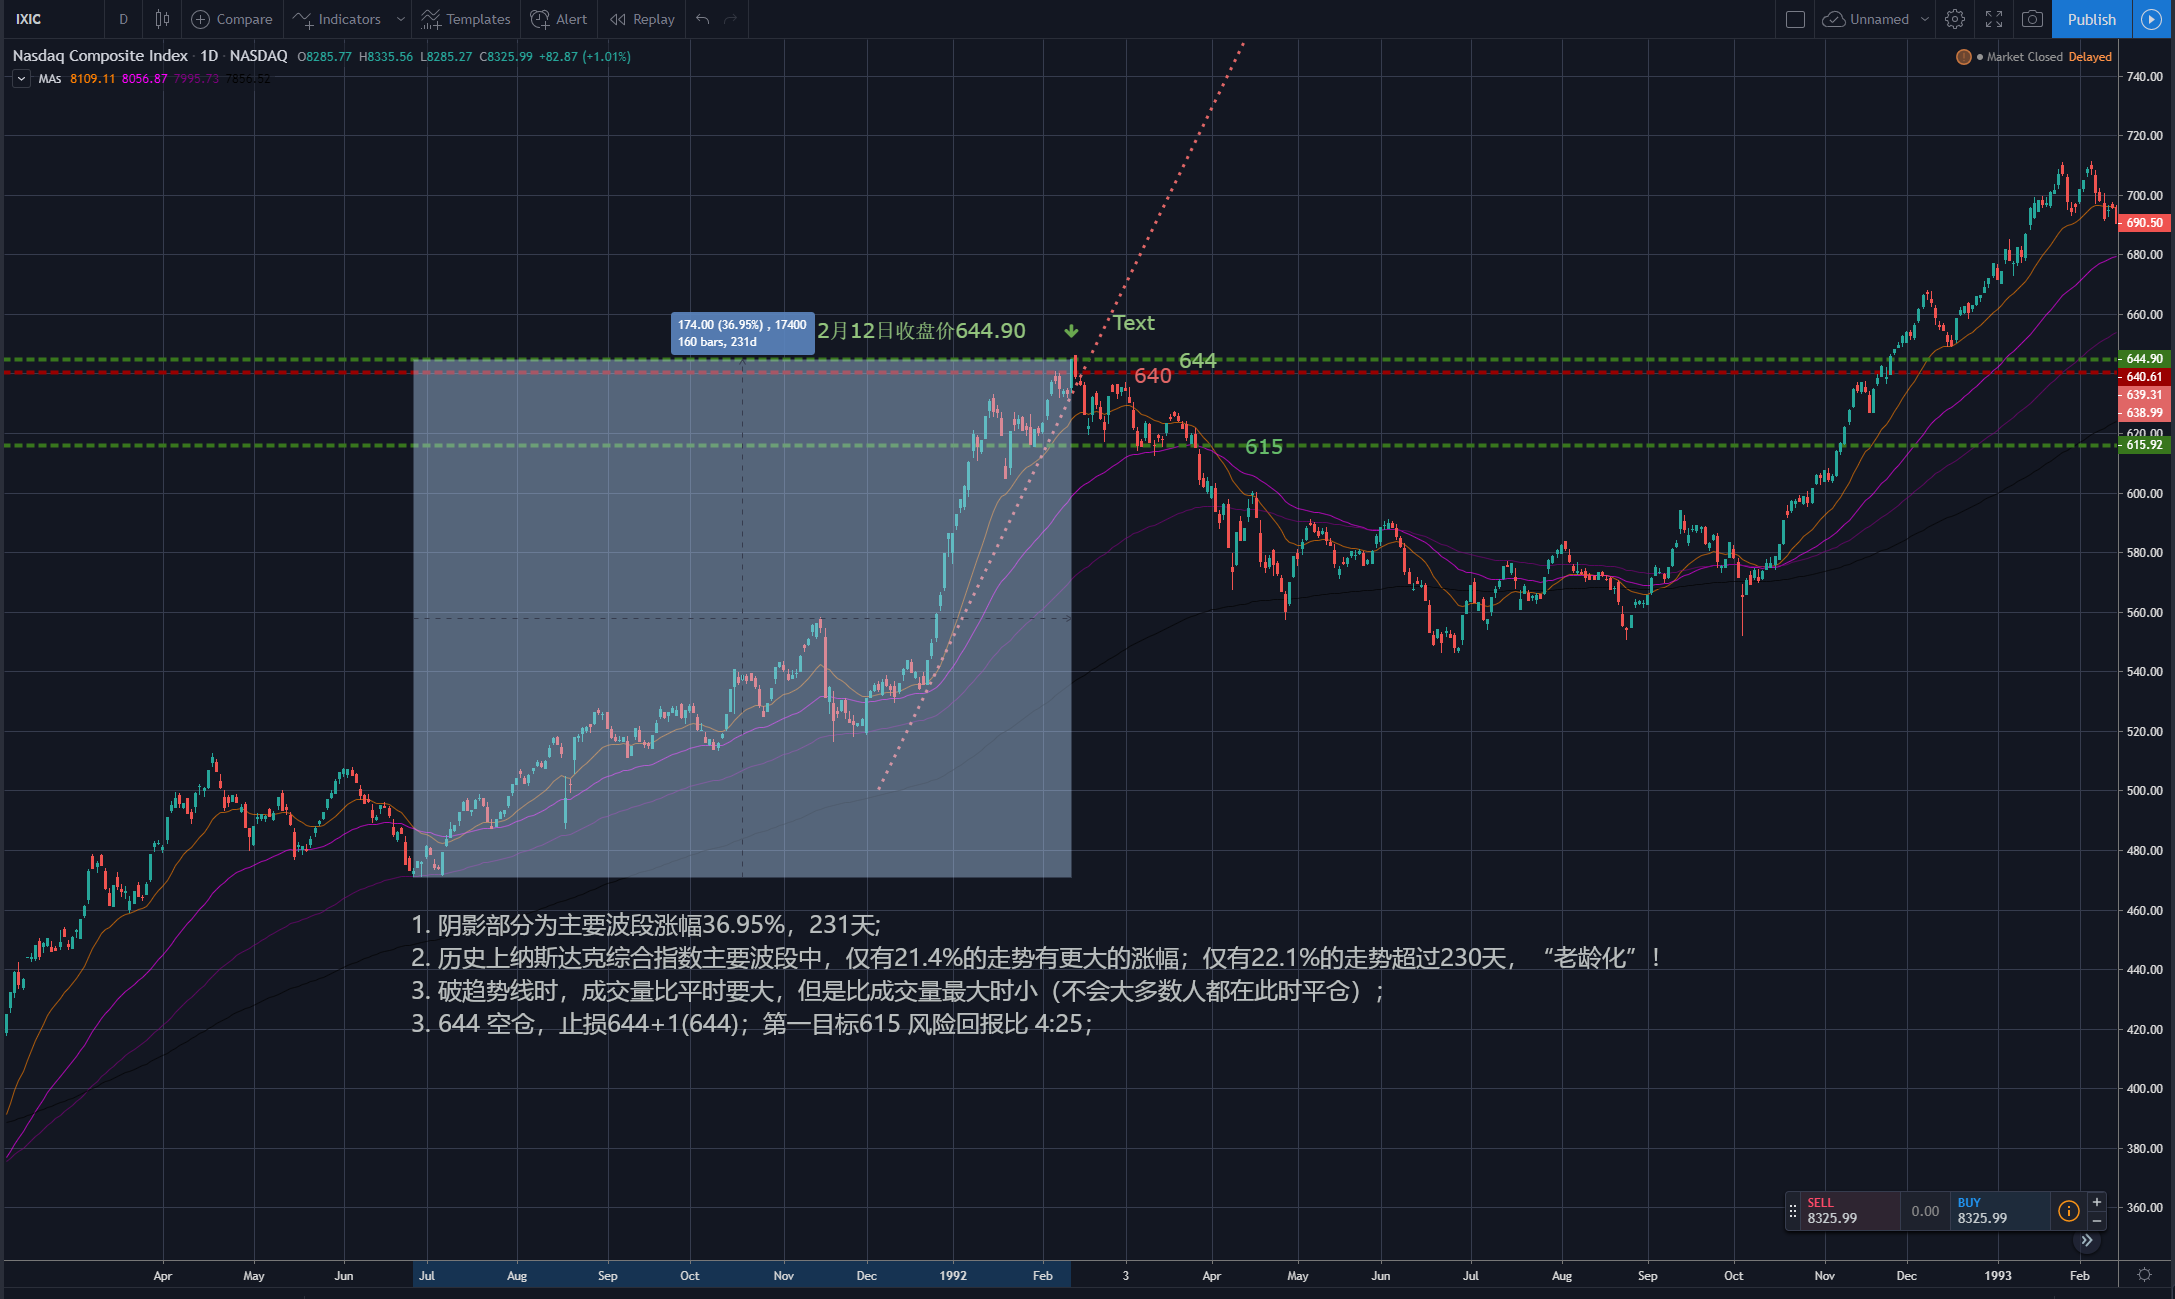 IXIC D Compare Indicators Templates Alert Replay Unnamed Publish
Nasdaq Composite Index · 1D · NASDAQ O8285.77 H8335.56 L8285.27 C8325.99 +82.87 (+1.01%)
Market Closed Delayed
MAs 8109.11 8056.87 7995.73 7856.52
740.00
720.00
700.00
690.50
680.00
660.00
174.00 (36.95%) , 17400
160 bars, 231d
2月12日收盘价644.90
Text
644
640
615
644.90
640.61
639.31
638.99
620.00
615.92
600.00
580.00
560.00
540.00
520.00
500.00
480.00
460.00
440.00
420.00
400.00
380.00
360.00
1. 阴影部分为主要波段涨幅36.95%，231天;
2. 历史上纳斯达克综合指数主要波段中，仅有21.4%的走势有更大的涨幅；仅有22.1%的走势超过230天，“老龄化”！
3. 破趋势线时，成交量比平时要大，但是比成交量最大时小（不会大多数人都在此时平仓）;
3. 644 空仓，止损644+1(644)；第一目标615 风险回报比 4:25;
SELL
8325.99
0.00
BUY
8325.99
Apr May Jun Jul Aug Sep Oct Nov Dec 1992 Feb 3 Apr May Jun Jul Aug Sep Oct Nov Dec 1993 Feb